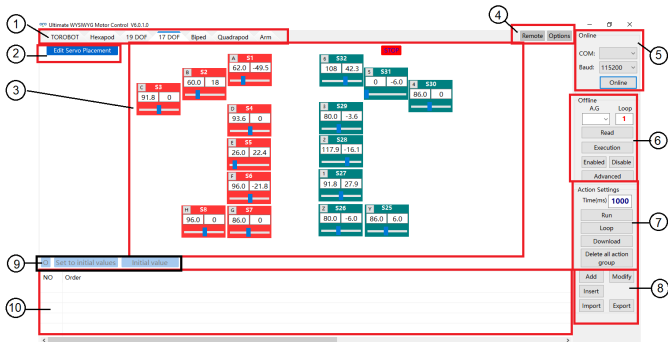 Ultimate WYSIWYG Motor Control V6.0.1.0
TOROBOT Hexapod 19 DOF 17 DOF Biped Quadrapod Arm
Remote Options
Edit Servo Placement
STOP
A S1
62.0 -49.5
B S2
60.0 18
C S3
91.8 0
D S4
93.6 0
E S5
26.0 22.4
F S6
96.0 -21.8
H S8
96.0 0
G S7
86.0 0
S32
108 42.3
5 S31
0 -6.0
4 S30
86.0 0
3 S29
80.0 -3.6
2 S28
117.9 -16.1
S27
91.8 27.9
Z S26
80.0 -6.0
Y S25
86.0 6.0
Online
COM:
Baud: 115200
Online
Offline
A.G Loop
1
Read
Execution
Enabled Disable
Advanced
Action Settings
Time(ms) 1000
Run
Loop
Download
Delete all action
group
Add Modify
Insert
Import Export
Set to initial values Initial value
NO Order
1
2
3
4
5
6
7
8
9
10